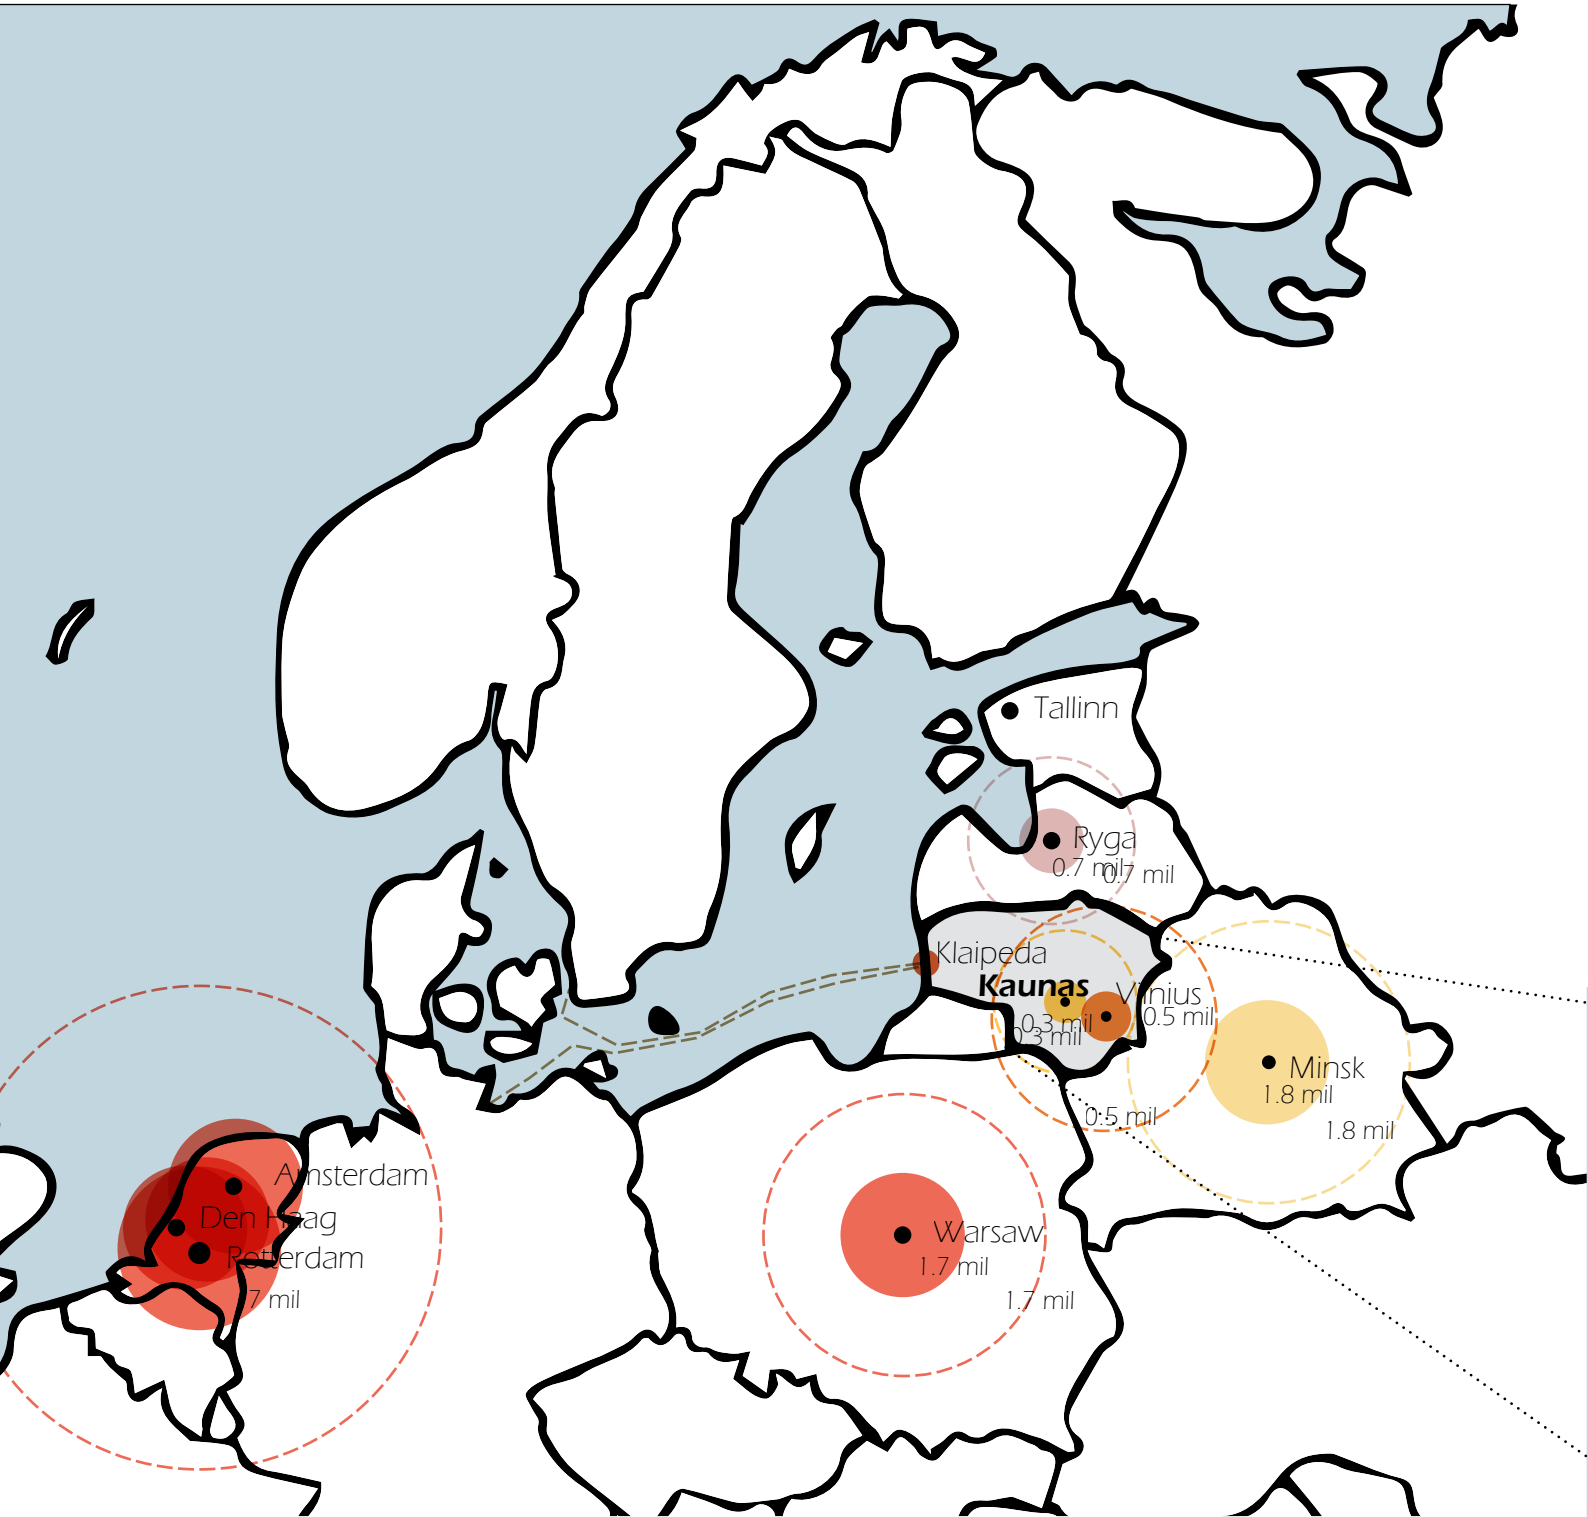 Tallinn
Ryga
0.7 mil
0.7 mil
Klaipeda
Kaunas
Vilnius
0.5 mil
0.3 mil
0.3 mil
Minsk
1.8 mil
0.5 mil
1.8 mil
Amsterdam
Den Haag
Warsaw
Rotterdam
1.7 mil
7 mil
1.7 mil